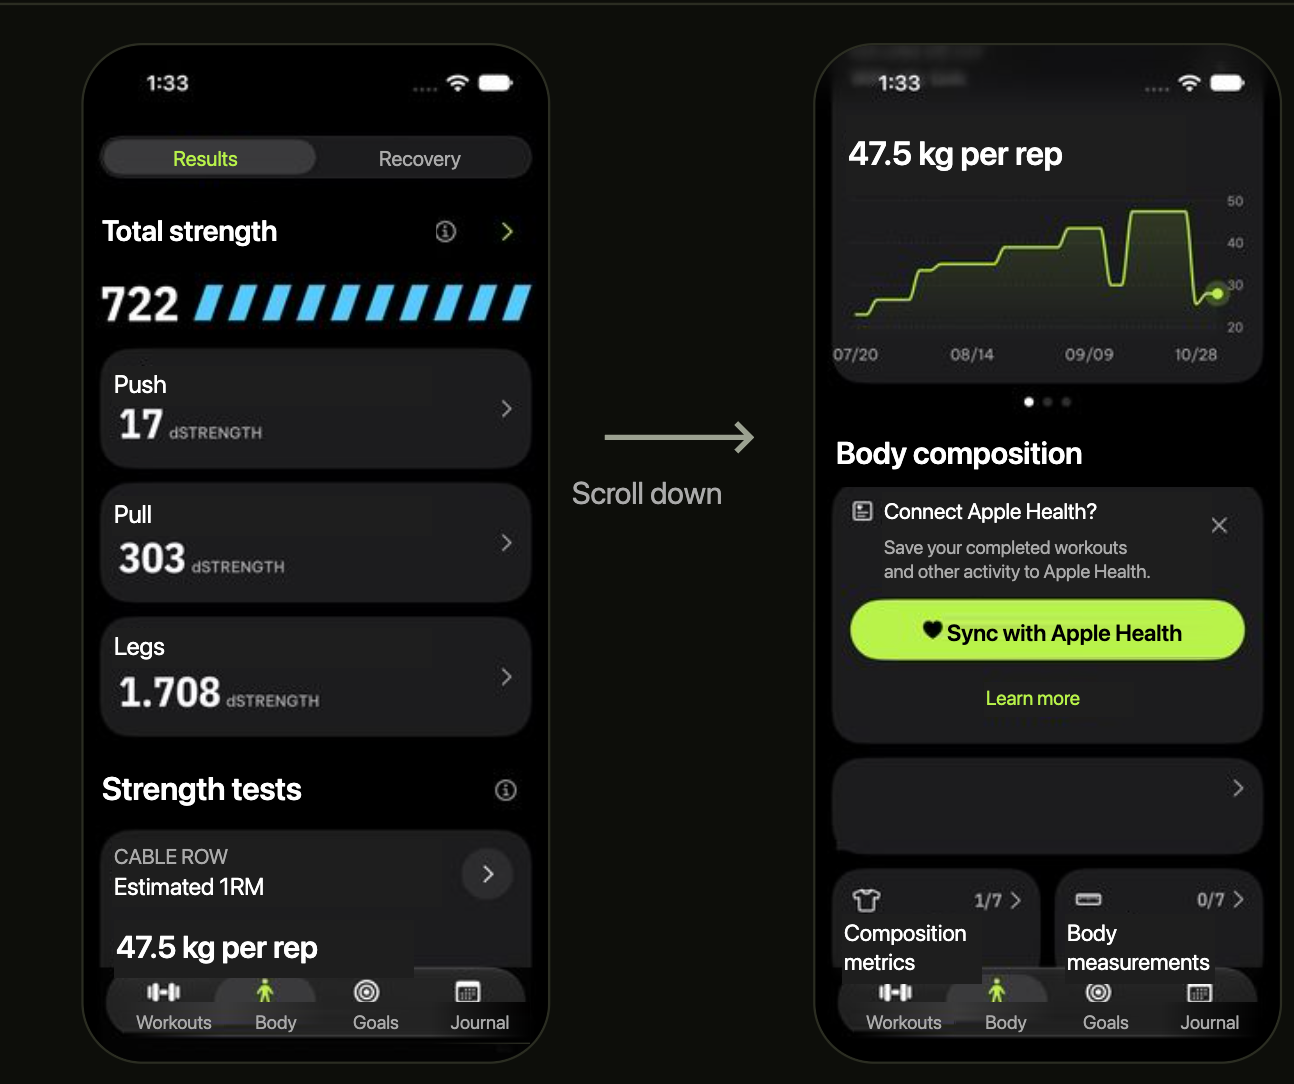 1:33
Results
Recovery
Total strength
722
Push
17 dSTRENGTH
Pull
303 dSTRENGTH
Legs
1.708 dSTRENGTH
Strength tests
CABLE ROW
Estimated 1RM
47.5 kg per rep
Workouts
Body
Goals
Journal
Scroll down
1:33
47.5 kg per rep
50
40
30
20
07/20
08/14
09/09
10/28
Body composition
Connect Apple Health?
Save your completed workouts
and other activity to Apple Health.
Sync with Apple Health
Learn more
1/7
Composition
metrics
0/7
Body
measurements
Workouts
Body
Goals
Journal